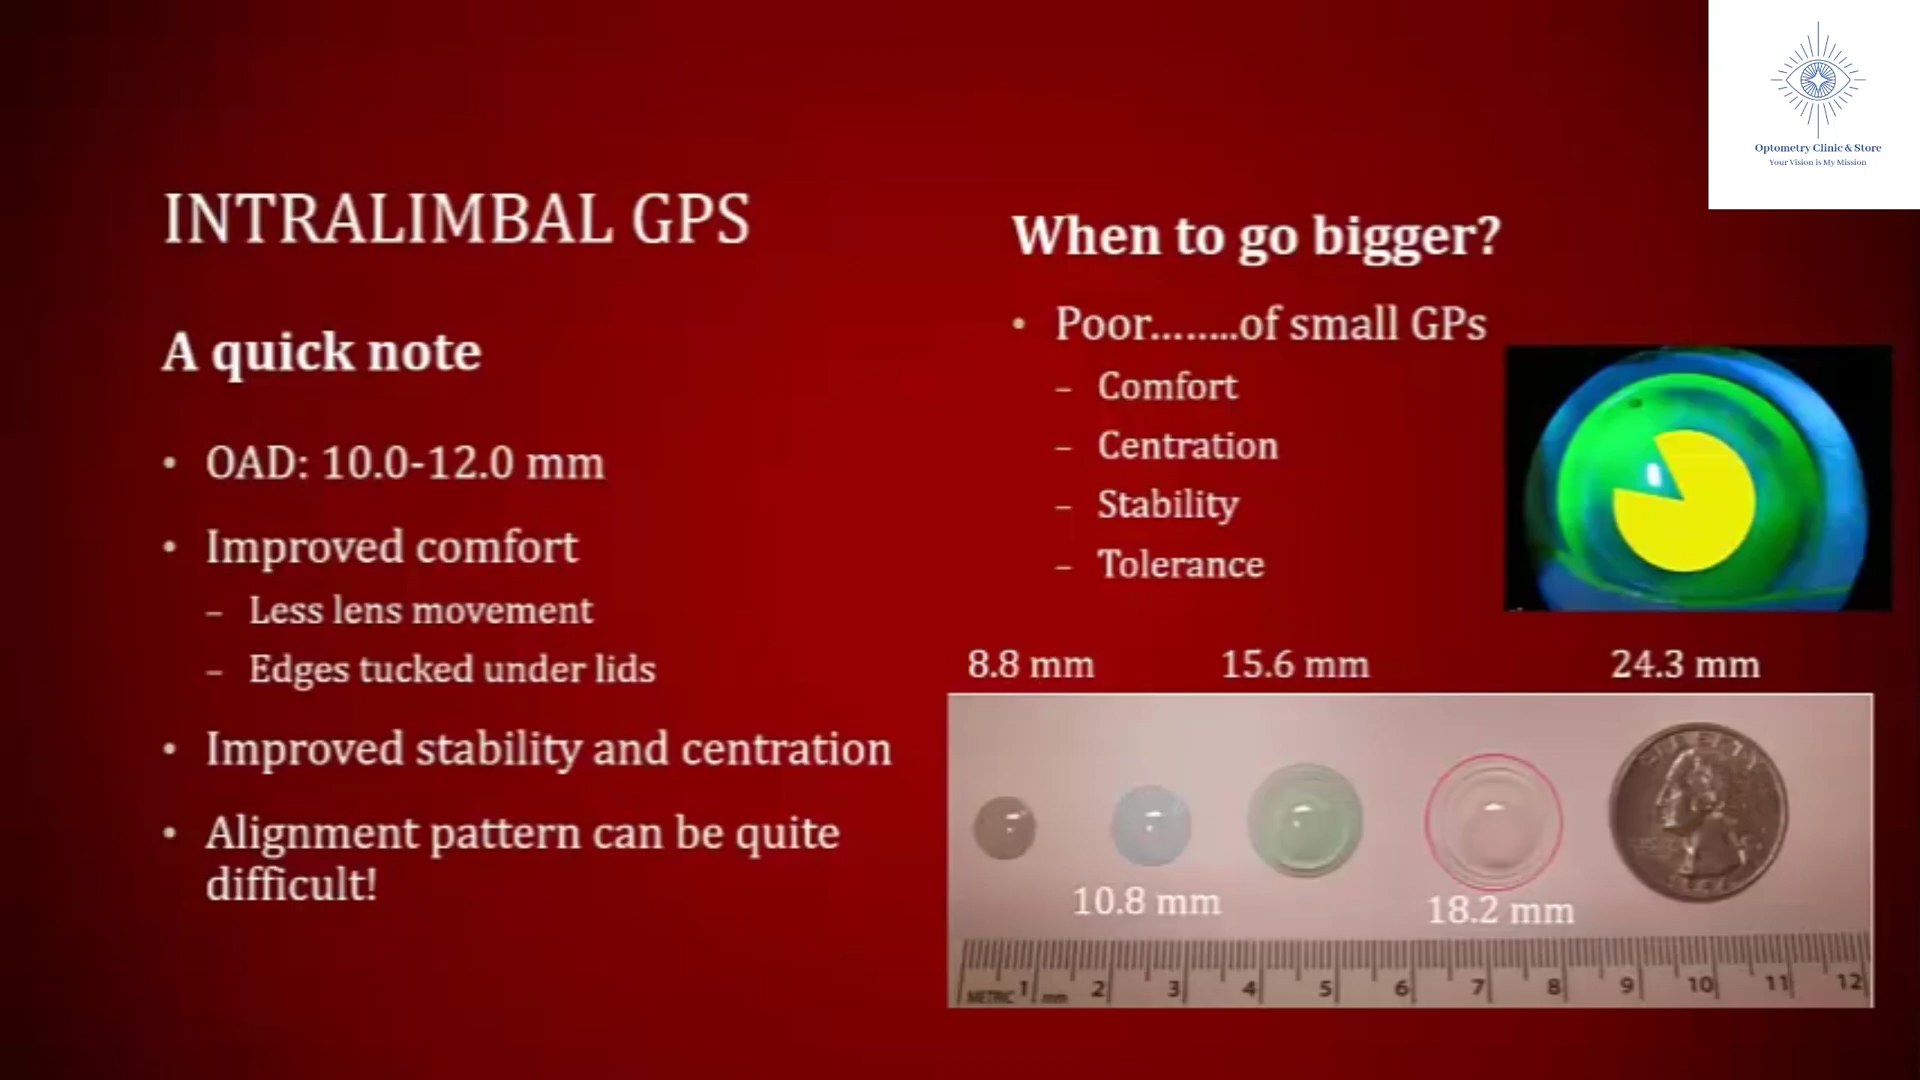 Optometry Clinic & Store
Your Vision is My Mission
INTRALIMBAL GPS
A quick note
• OAD: 10.0-12.0 mm
• Improved comfort
– Less lens movement
– Edges tucked under lids
• Improved stability and centration
• Alignment pattern can be quite
difficult!
When to go bigger?
• Poor........of small GPs
– Comfort
– Centration
– Stability
– Tolerance
8.8 mm 15.6 mm 24.3 mm
10.8 mm 18.2 mm
METRIC 1 mm 2 3 4 5 6 7 8 9 10 11 12